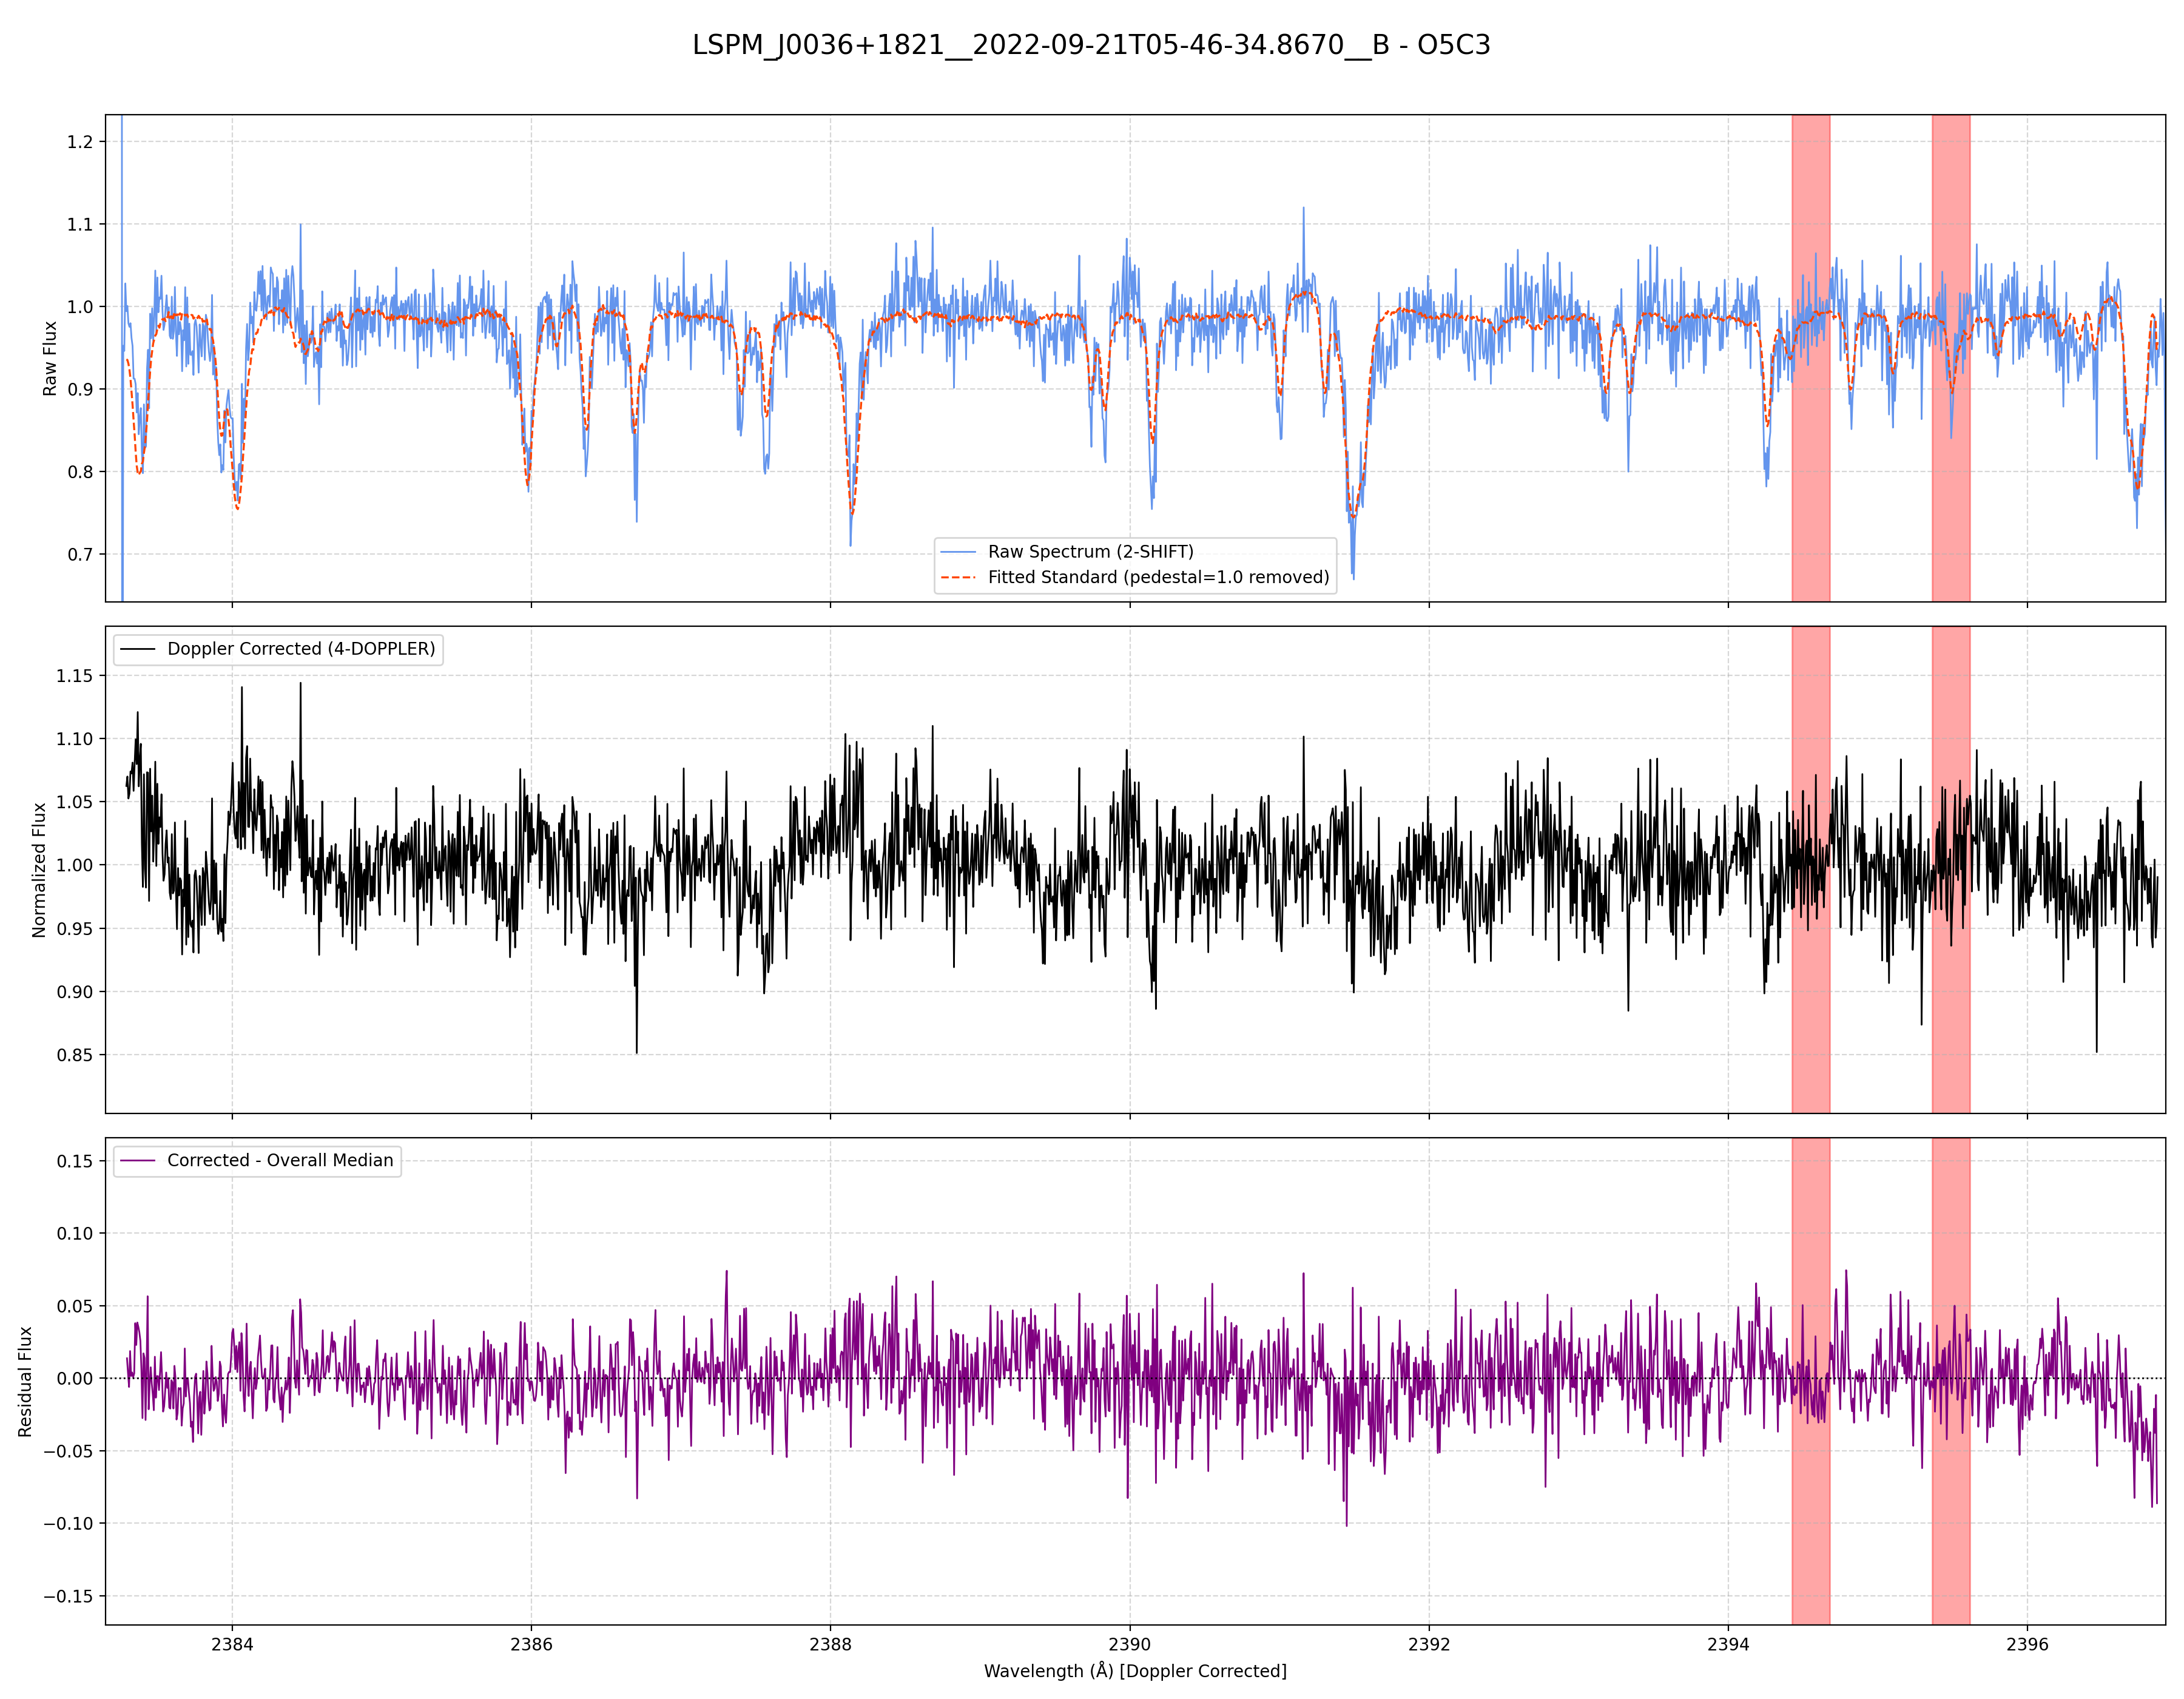 LSPM_J0036+1821__2022-09-21T05-46-34.8670__B - O5C3
1.2
1.1
1.0
0.9
0.8
0.7
Raw Flux
Raw Spectrum (2-SHIFT)
Fitted Standard (pedestal=1.0 removed)
Doppler Corrected (4-DOPPLER)
1.15
1.10
1.05
1.00
0.95
0.90
0.85
Normalized Flux
Corrected - Overall Median
0.15
0.10
0.05
0.00
−0.05
−0.10
−0.15
Residual Flux
2384 2386 2388 2390 2392 2394 2396
Wavelength (Å) [Doppler Corrected]